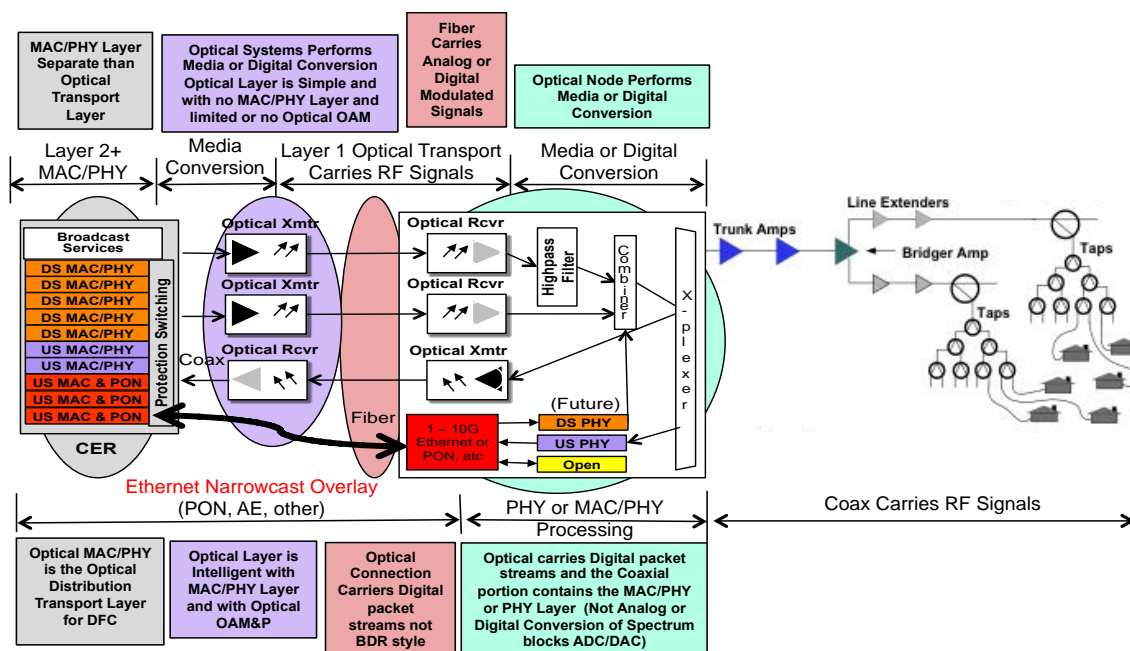 MAC/PHY Layer
Separate than
Optical
Transport
Layer
Optical Systems Performs
Media or Digital Conversion
Optical Layer is Simple and
with no MAC/PHY Layer and
limited or no Optical OAM
Fiber
Carries
Analog or
Digital
Modulated
Signals
Optical Node Performs
Media or Digital
Conversion
Layer 2+
MAC/PHY
Media
Conversion
Layer 1 Optical Transport
Carries RF Signals
Media or Digital
Conversion
Broadcast
Services
DS MAC/PHY
DS MAC/PHY
DS MAC/PHY
DS MAC/PHY
DS MAC/PHY
US MAC/PHY
US MAC/PHY
US MAC & PON
US MAC & PON
US MAC & PON
Protection Switching
CER
Coax
Optical Xmtr
Optical Xmtr
Optical Rcvr
Fiber
Optical Rcvr
Optical Rcvr
Optical Xmtr
Highpass
Filter
Combiner
X-plexer
(Future)
1 – 10G
Ethernet or
PON, etc
DS PHY
US PHY
Open
Trunk Amps
Line Extenders
Bridger Amp
Taps
Taps
Ethernet Narrowcast Overlay
(PON, AE, other)
PHY or MAC/PHY
Processing
Coax Carries RF Signals
Optical MAC/PHY
is the Optical
Distribution
Transport Layer
for DFC
Optical Layer is
Intelligent with
MAC/PHY Layer
and with Optical
OAM&P
Optical
Connection
Carriers Digital
packet
streams not
BDR style
Optical carries Digital packet
streams and the Coaxial
portion contains the MAC/PHY
or PHY Layer (Not Analog or
Digital Conversion of Spectrum
blocks ADC/DAC)